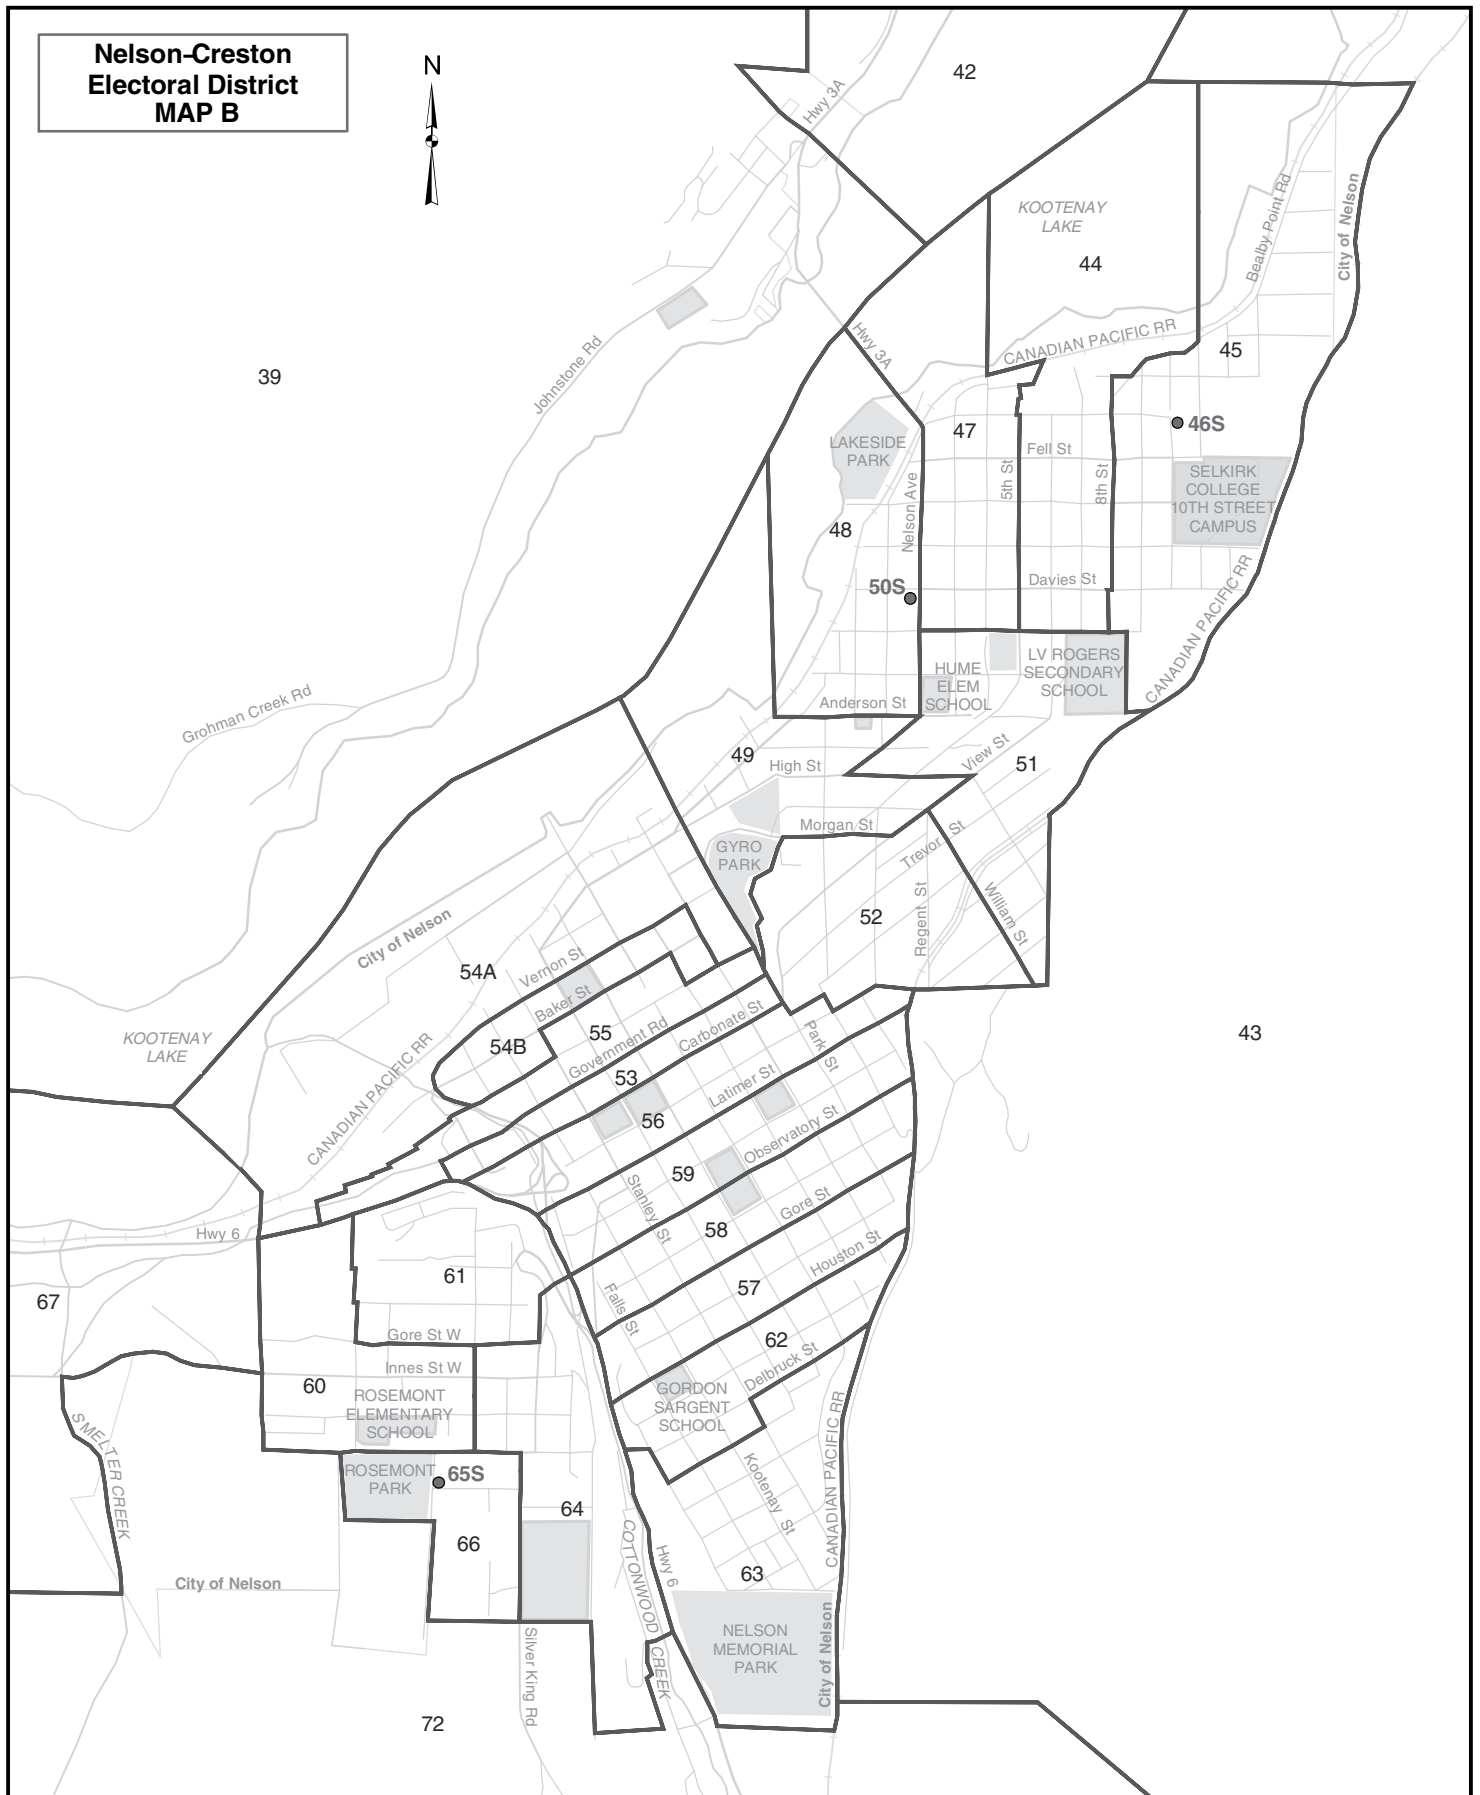 Nelson-Creston
Electoral District
MAP B
N
42
Hwy 3A
KOOTENAY
LAKE
44
Bealby Point Rd
City of Nelson
39
Johnstone Rd
Hwy 3A
CANADIAN PACIFIC RR
45
46S
47
LAKESIDE
PARK
Fell St
5th St
8th St
SELKIRK
COLLEGE
10TH STREET
CAMPUS
Nelson Ave
48
50S
Davies St
CANADIAN PACIFIC RR
HUME
ELEM
SCHOOL
LV ROGERS
SECONDARY
SCHOOL
Grohman Creek Rd
Anderson St
49
High St
View St
51
Morgan St
GYRO
PARK
Trevor St
52
Regent St
William St
City of Nelson
54A
Vernon St
Baker St
54B
55
Government Rd
Carbonate St
Park St
KOOTENAY
LAKE
43
CANADIAN PACIFIC RR
53
56
Latimer St
Observatory St
59
Stanley St
Gore St
58
Hwy 6
Houston St
61
57
67
Falls St
Gore St W
62
Innes St W
Delbruck St
60
ROSEMONT
ELEMENTARY
SCHOOL
GORDON
SARGENT
SCHOOL
SMELTER CREEK
ROSEMONT
PARK
65S
Kootenay St
CANADIAN PACIFIC RR
64
66
COTTONWOOD CREEK
Hwy 6
63
City of Nelson
NELSON
MEMORIAL
PARK
City of Nelson
Silver King Rd
72